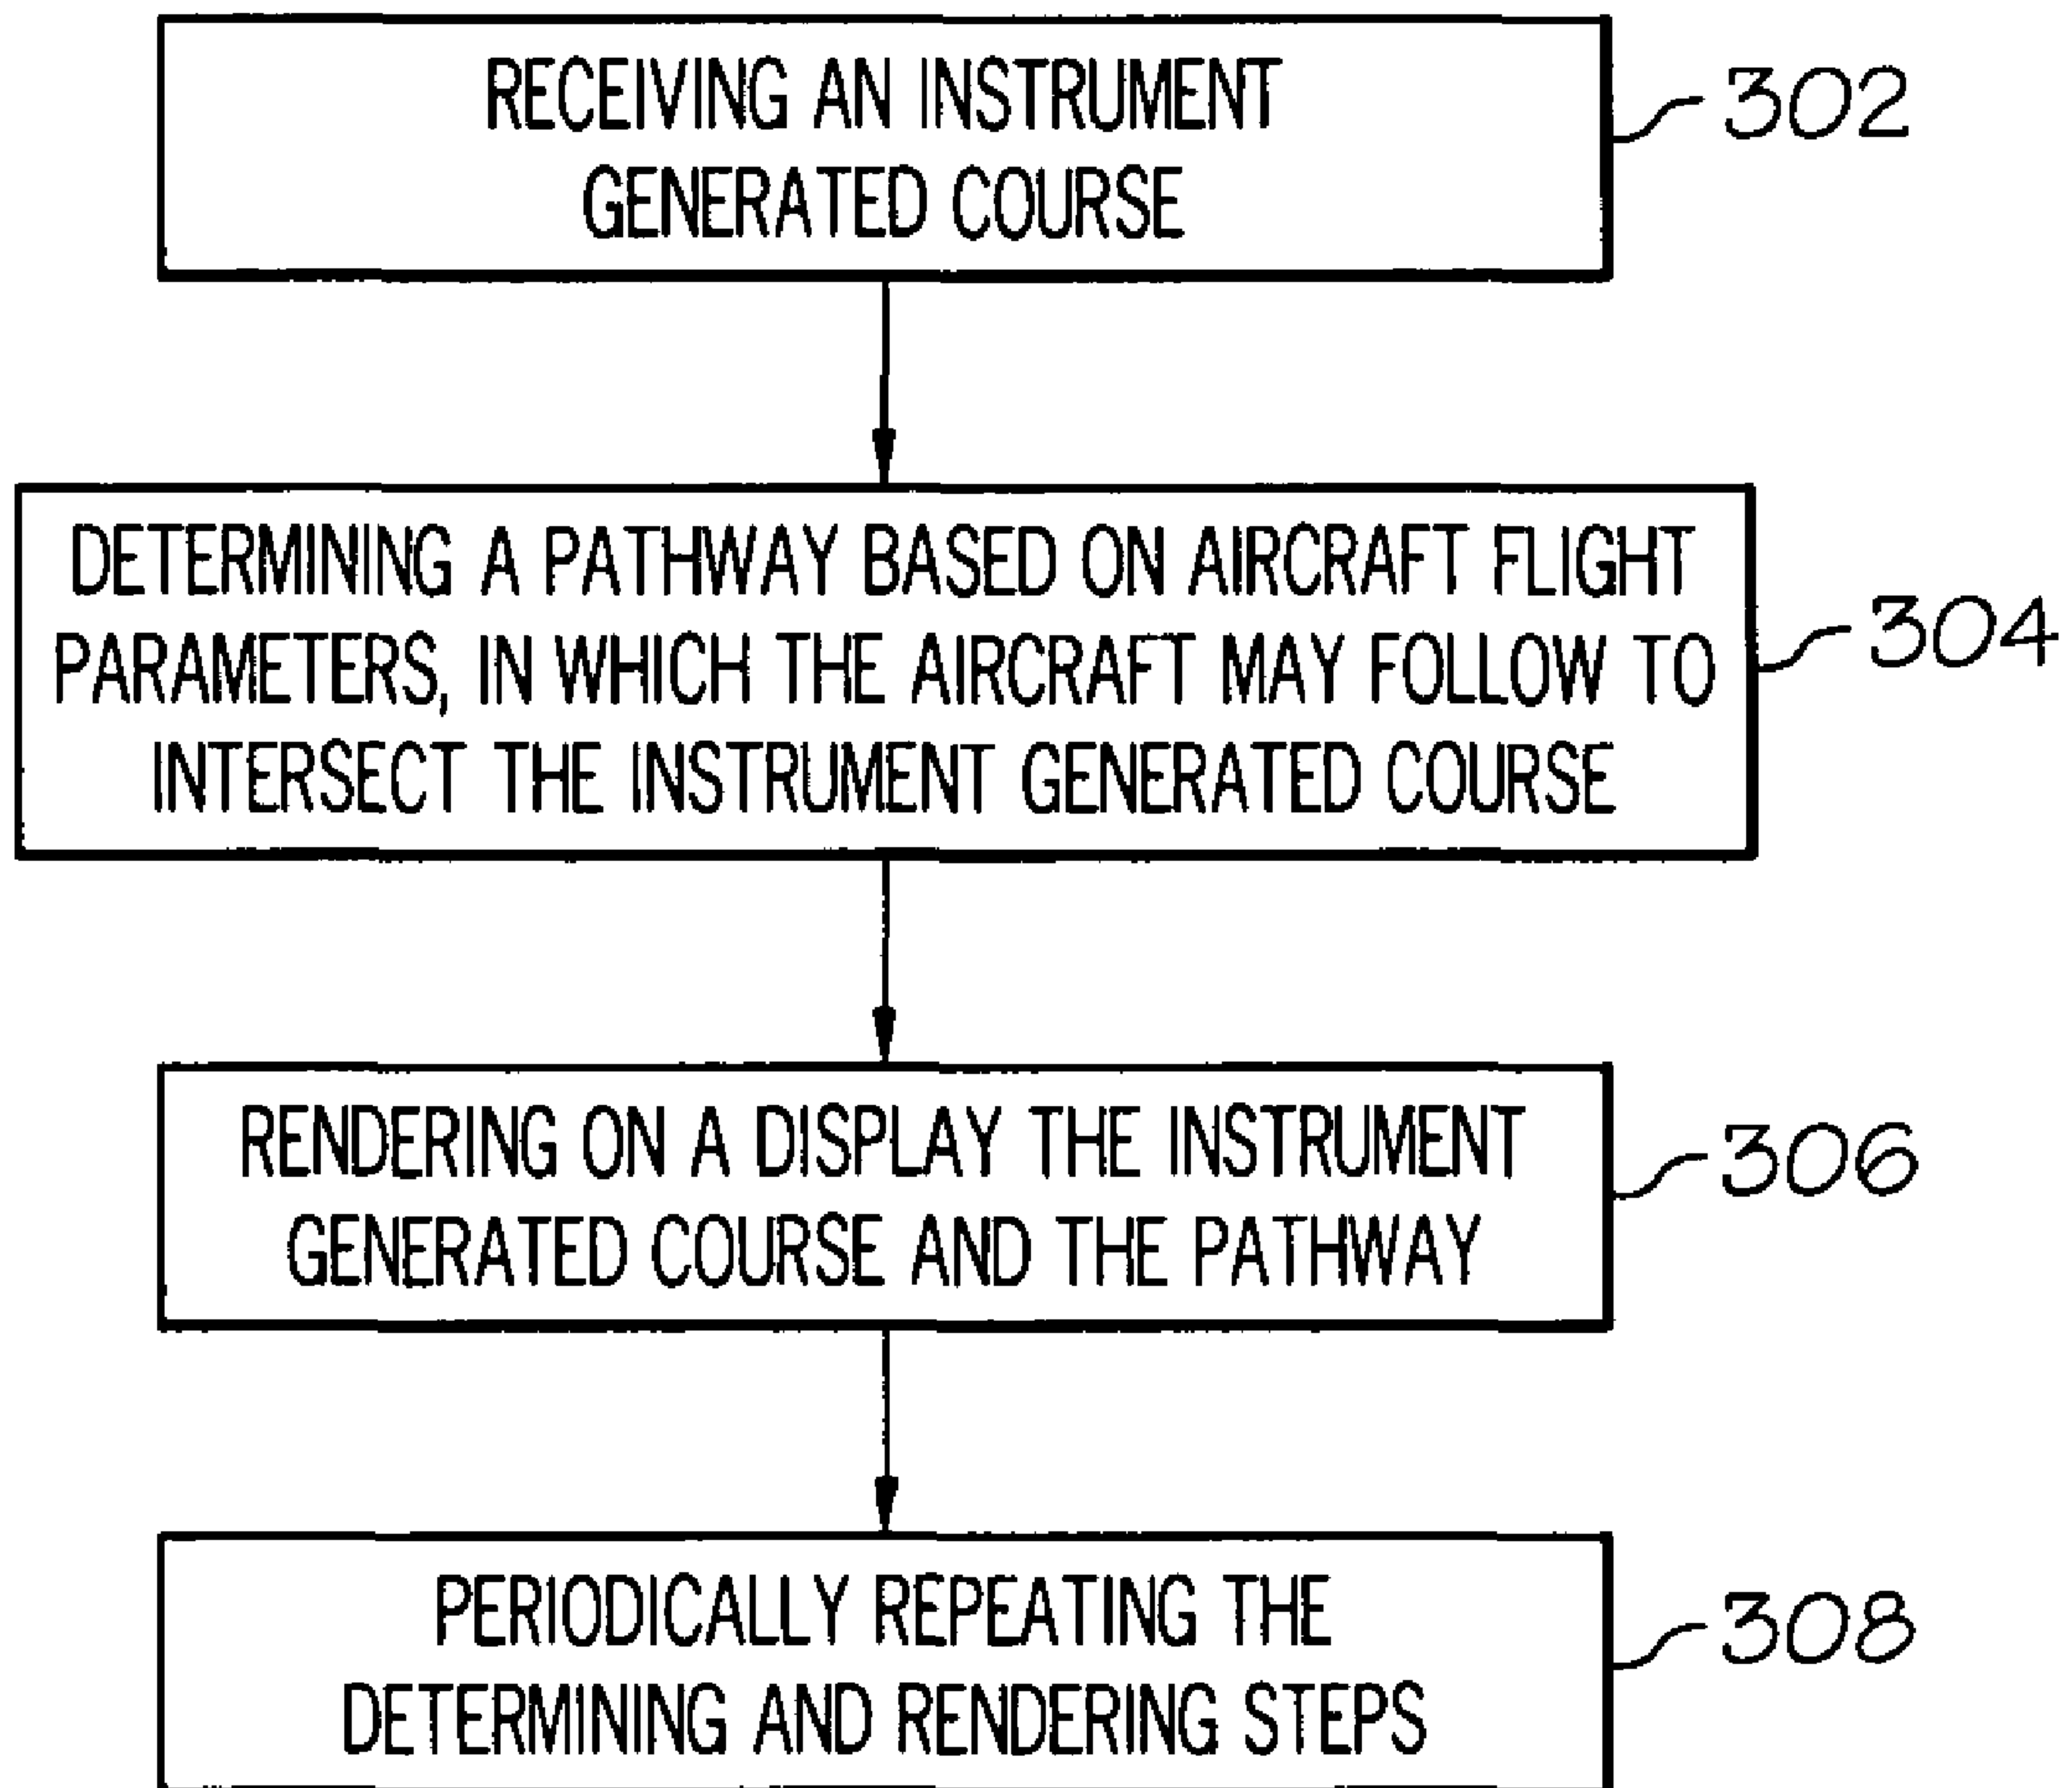 RECEIVING AN INSTRUMENT
GENERATED COURSE
302
DETERMINING A PATHWAY BASED ON AIRCRAFT FLIGHT
PARAMETERS, IN WHICH THE AIRCRAFT MAY FOLLOW TO
INTERSECT THE INSTRUMENT GENERATED COURSE
304
RENDERING ON A DISPLAY THE INSTRUMENT
GENERATED COURSE AND THE PATHWAY
306
PERIODICALLY REPEATING THE
DETERMINING AND RENDERING STEPS
308